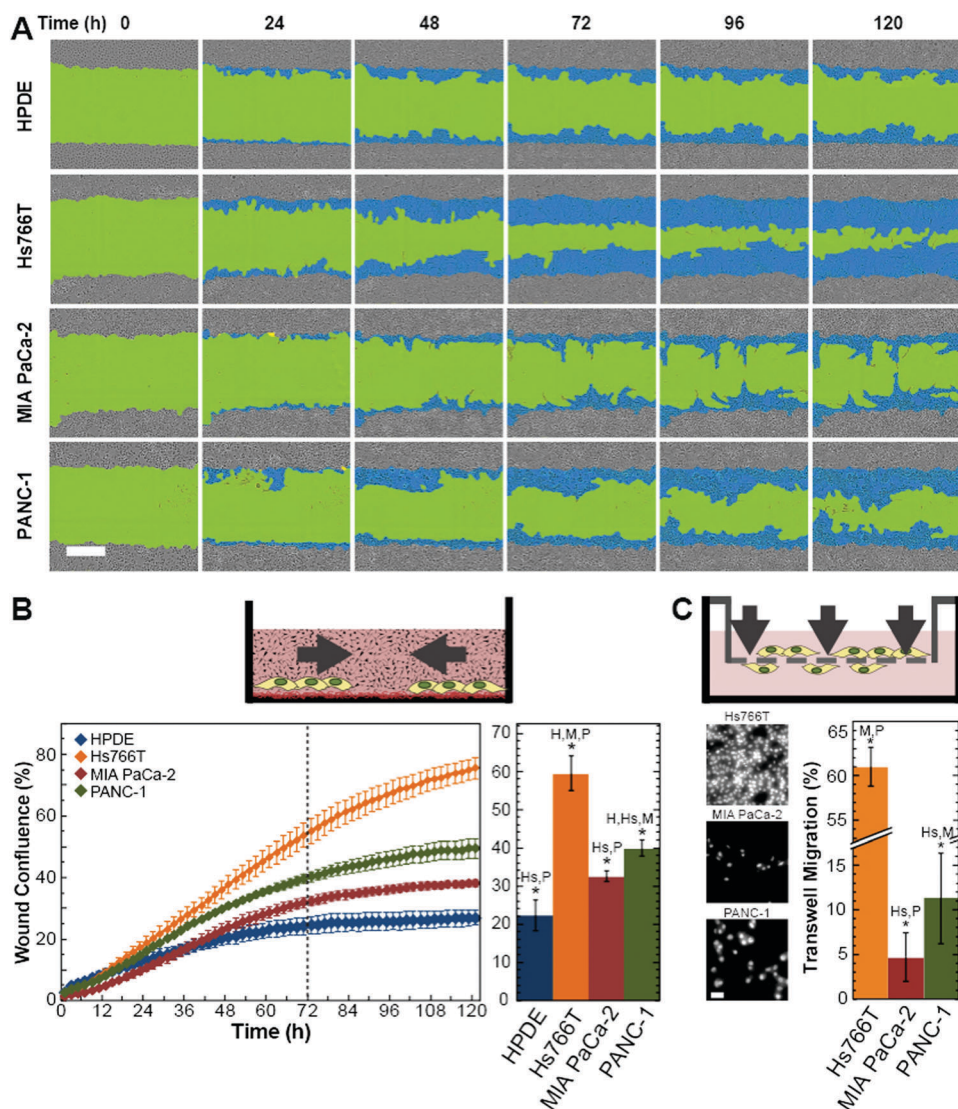 A
Time (h) 0 24 48 72 96 120
HPDE
Hs766T
MIA PaCa-2
PANC-1
B
Wound Confluence (%)
80
60
40
20
0
HPDE
Hs766T
MIA PaCa-2
PANC-1
0 12 24 36 48 60 72 84 96 108 120
Time (h)
70
60
50
40
30
20
10
0
Hs,P
*
H,M,P
*
Hs,P
*
H,Hs,M
*
HPDE
Hs766T
MIA PaCa-2
PANC-1
C
Hs766T
MIA PaCa-2
PANC-1
Transwell Migration (%)
65
60
55
15
10
5
0
M,P
*
Hs,P
*
Hs,M
*
Hs766T
MIA PaCa-2
PANC-1